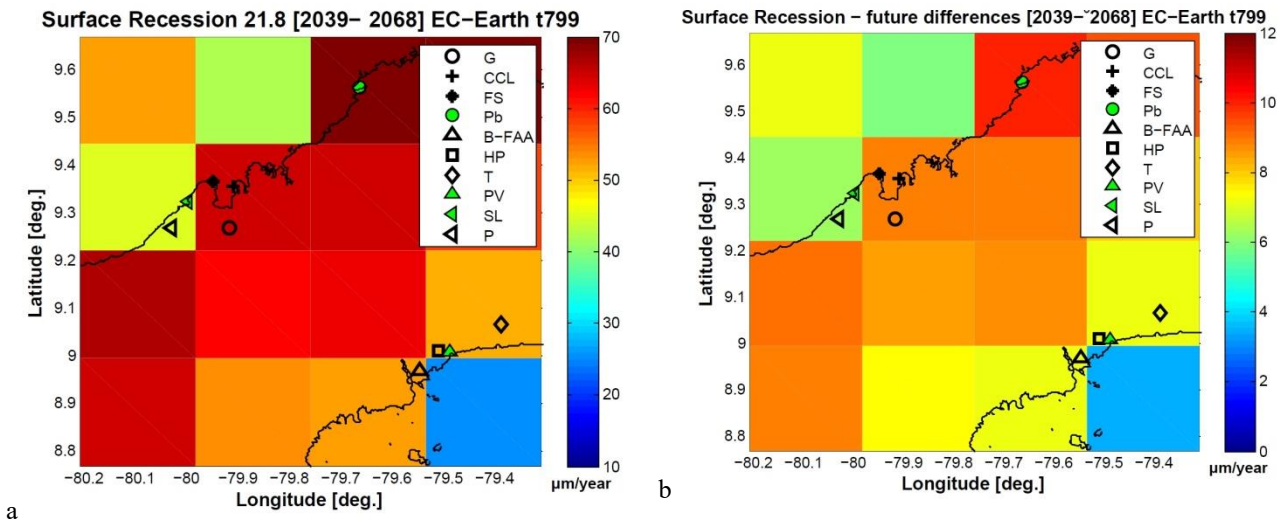 Surface Recession 21.8 [2039− 2068] EC−Earth t799
9.6
9.5
9.4
9.3
9.2
9.1
9
8.9
8.8
Latitude [deg.]
−80.2
−80.1
−80
−79.9
−79.8
−79.7
−79.6
−79.5
−79.4
Longitude [deg.]
G
CCL
FS
Pb
B−FAA
HP
T
PV
SL
P
70
60
50
40
30
20
10
µm/year
a
Surface Recession − future differences [2039−˘2068] EC−Earth t799
9.6
9.5
9.4
9.3
9.2
9.1
9
8.9
8.8
Latitude [deg.]
−80.2
−80.1
−80
−79.9
−79.8
−79.7
−79.6
−79.5
−79.4
Longitude [deg.]
G
CCL
FS
Pb
B−FAA
HP
T
PV
SL
P
12
10
8
6
4
2
0
µm/year
b